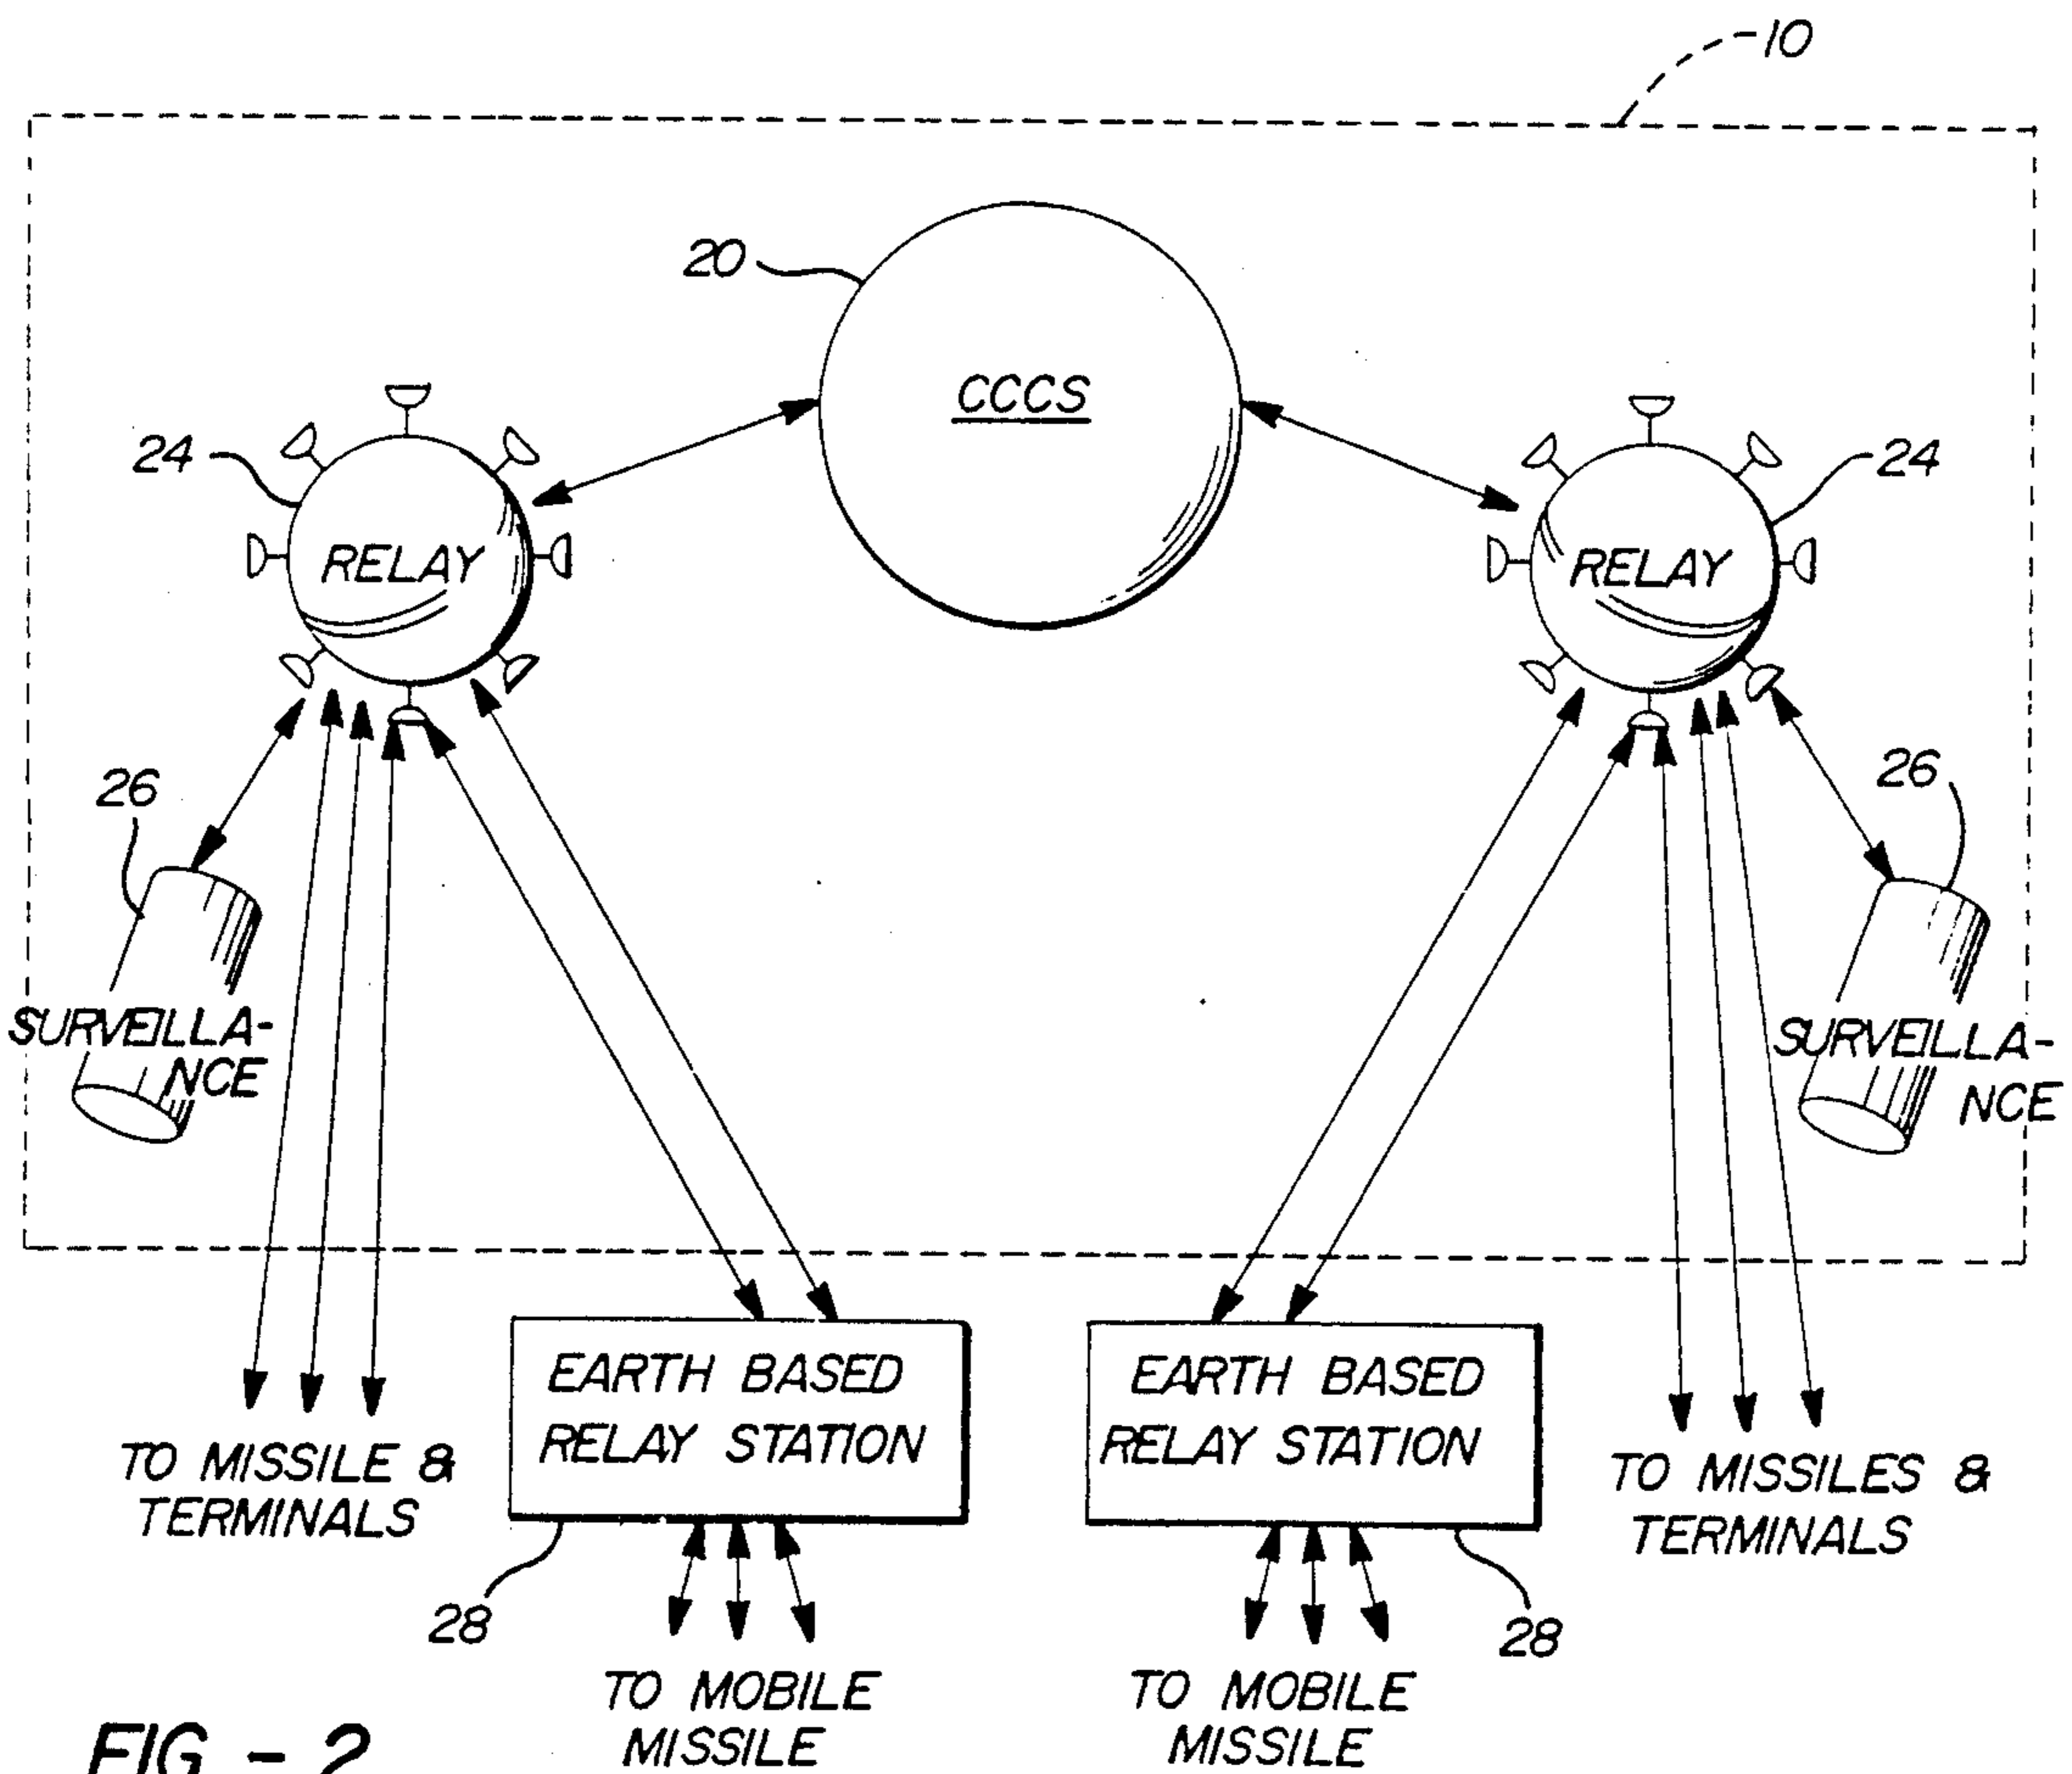 10
20
CCCS
24
RELAY
24
RELAY
26
SURVEILLA-
NCE
26
SURVEILLA-
NCE
EARTH BASED
RELAY STATION
EARTH BASED
RELAY STATION
TO MISSILE &
TERMINALS
TO MISSILES &
TERMINALS
28
28
TO MOBILE
MISSILE
TO MOBILE
MISSILE
FIG - 2